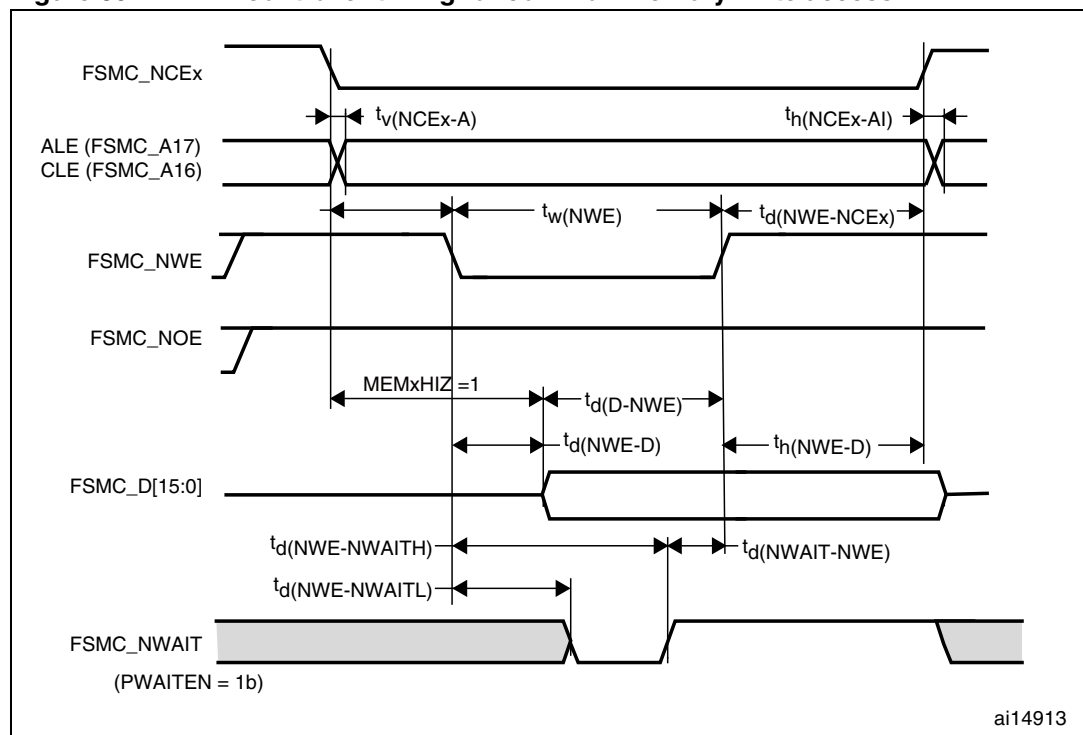 FSMC_NCEx
tv(NCEx-A)
th(NCEx-AI)
ALE (FSMC_A17)
CLE (FSMC_A16)
tw(NWE)
td(NWE-NCEx)
FSMC_NWE
FSMC_NOE
MEMxHIZ =1
td(D-NWE)
td(NWE-D)
th(NWE-D)
FSMC_D[15:0]
td(NWE-NWAITH)
td(NWAIT-NWE)
td(NWE-NWAITL)
FSMC_NWAIT
(PWAITEN = 1b)
ai14913